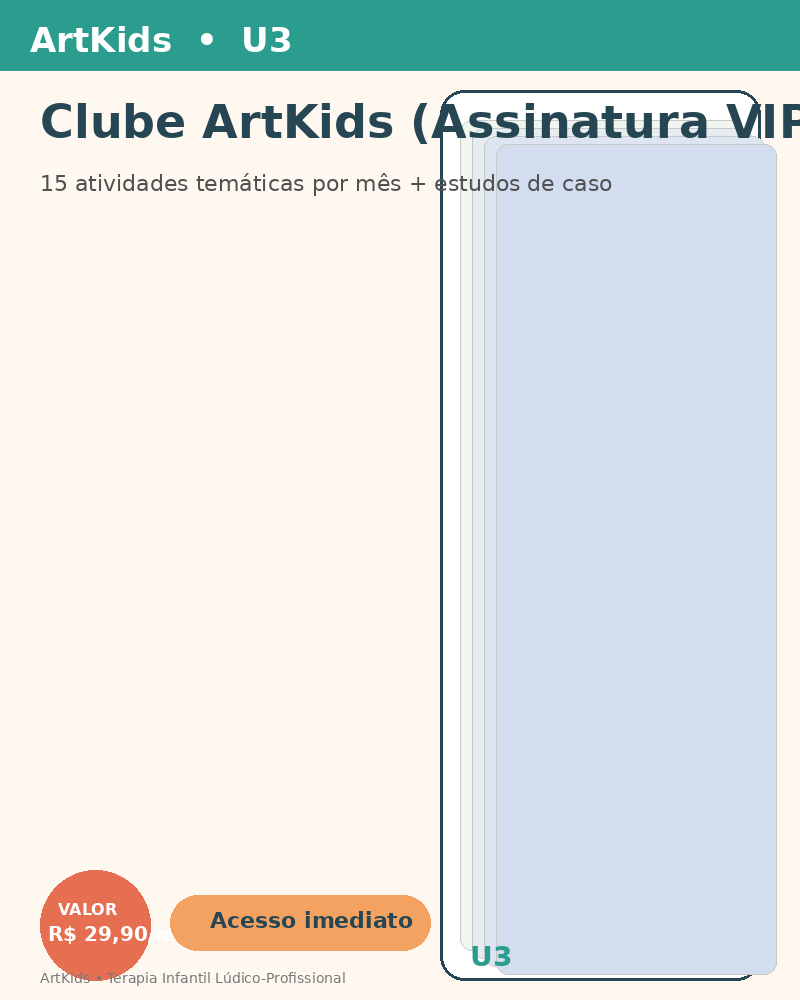 ArtKids • U3
Clube ArtKids (Assinatura VIP
15 atividades temáticas por mês + estudos de caso
VALOR
R$ 29,90/m
Acesso imediato
U3
ArtKids • Terapia Infantil Lúdico-Profissional